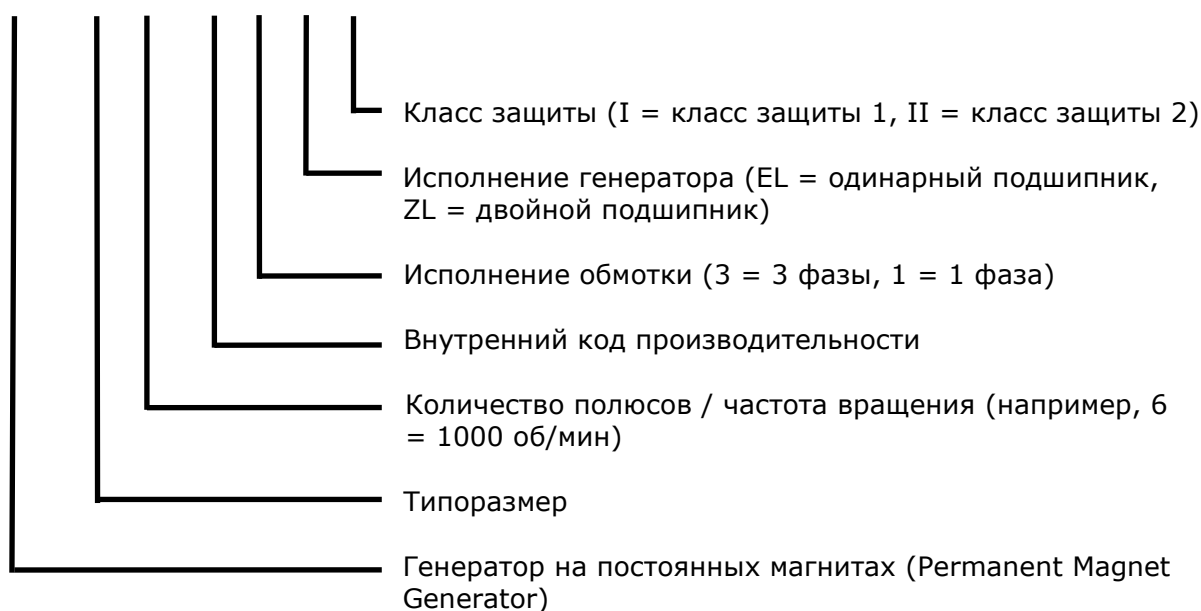 Класс защиты (I = класс защиты 1, II = класс защиты 2)
Исполнение генератора (EL = одинарный подшипник,
ZL = двойной подшипник)
Исполнение обмотки (3 = 3 фазы, 1 = 1 фаза)
Внутренний код производительности
Количество полюсов / частота вращения (например, 6
= 1000 об/мин)
Типоразмер
Генератор на постоянных магнитах (Permanent Magnet
Generator)